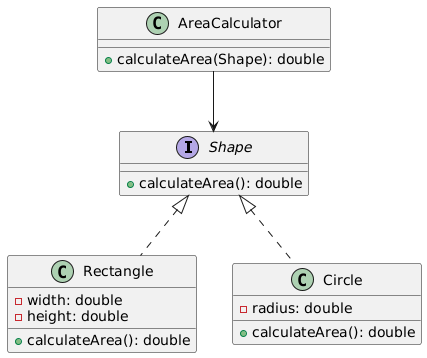 C AreaCalculator
calculateArea(Shape): double
I Shape
calculateArea(): double
C Rectangle
width: double
height: double
calculateArea(): double
C Circle
radius: double
calculateArea(): double